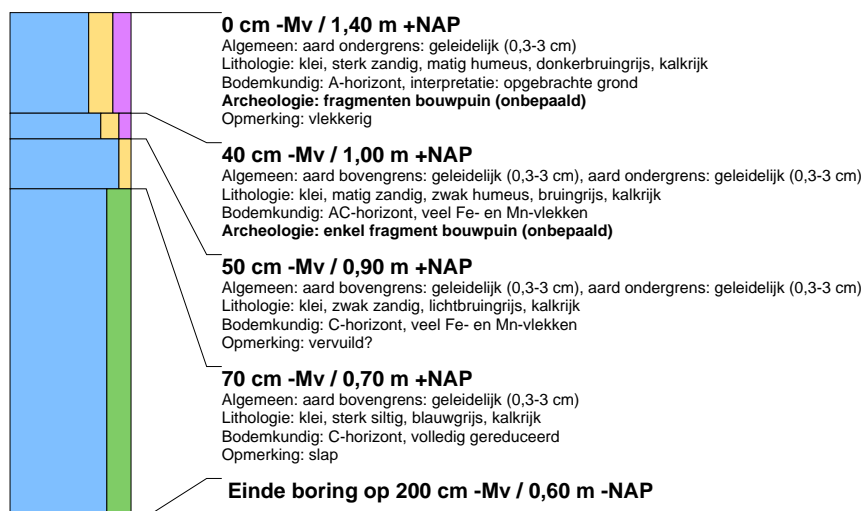 0 cm -Mv / 1,40 m +NAP
Algemeen: aard ondergrens: geleidelijk (0,3-3 cm)
Lithologie: klei, sterk zandig, matig humeus, donkerbruingrijs, kalkrijk
Bodemkundig: A-horizont, interpretatie: opgebrachte grond
Archeologie: fragmenten bouwpuin (onbepaald)
Opmerking: vlekkerig
40 cm -Mv / 1,00 m +NAP
Algemeen: aard bovengrens: geleidelijk (0,3-3 cm), aard ondergrens: geleidelijk (0,3-3 cm)
Lithologie: klei, matig zandig, zwak humeus, bruingrijs, kalkrijk
Bodemkundig: AC-horizont, veel Fe- en Mn-vlekken
Archeologie: enkel fragment bouwpuin (onbepaald)
50 cm -Mv / 0,90 m +NAP
Algemeen: aard bovengrens: geleidelijk (0,3-3 cm), aard ondergrens: geleidelijk (0,3-3 cm)
Lithologie: klei, zwak zandig, lichtbruingrijs, kalkrijk
Bodemkundig: C-horizont, veel Fe- en Mn-vlekken
Opmerking: vervuild?
70 cm -Mv / 0,70 m +NAP
Algemeen: aard bovengrens: geleidelijk (0,3-3 cm)
Lithologie: klei, sterk siltig, blauwgrijs, kalkrijk
Bodemkundig: C-horizont, volledig gereduceerd
Opmerking: slap
Einde boring op 200 cm -Mv / 0,60 m -NAP